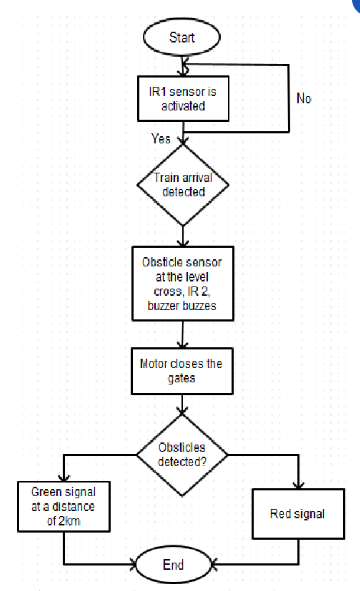 Start
IR1 sensor is
activated
No
Yes
Train arrival
detected
Obsticle sensor
at the level
cross, IR 2,
buzzer buzzes
Motor closes the
gates
Obsticles
detected?
Green signal
at a distance
of 2km
Red signal
End